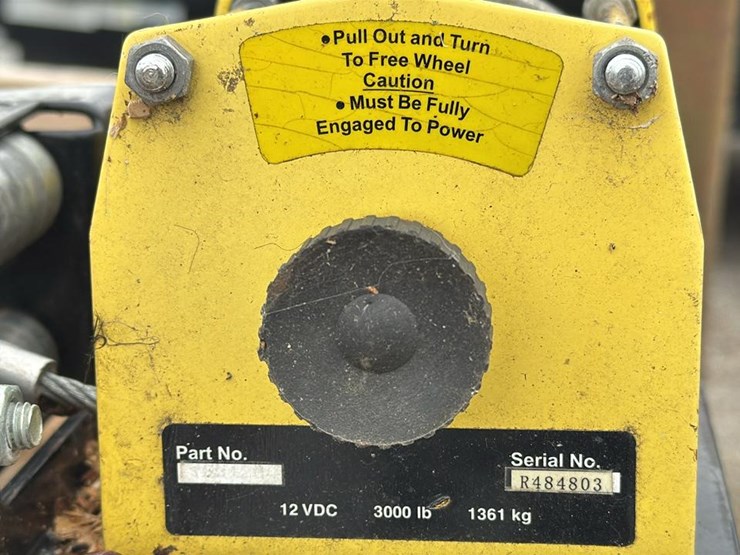 • Pull Out and Turn
To Free Wheel
Caution
• Must Be Fully
Engaged To Power
Part No.
Serial No.
R484803
12 VDC 3000 lb 1361 kg